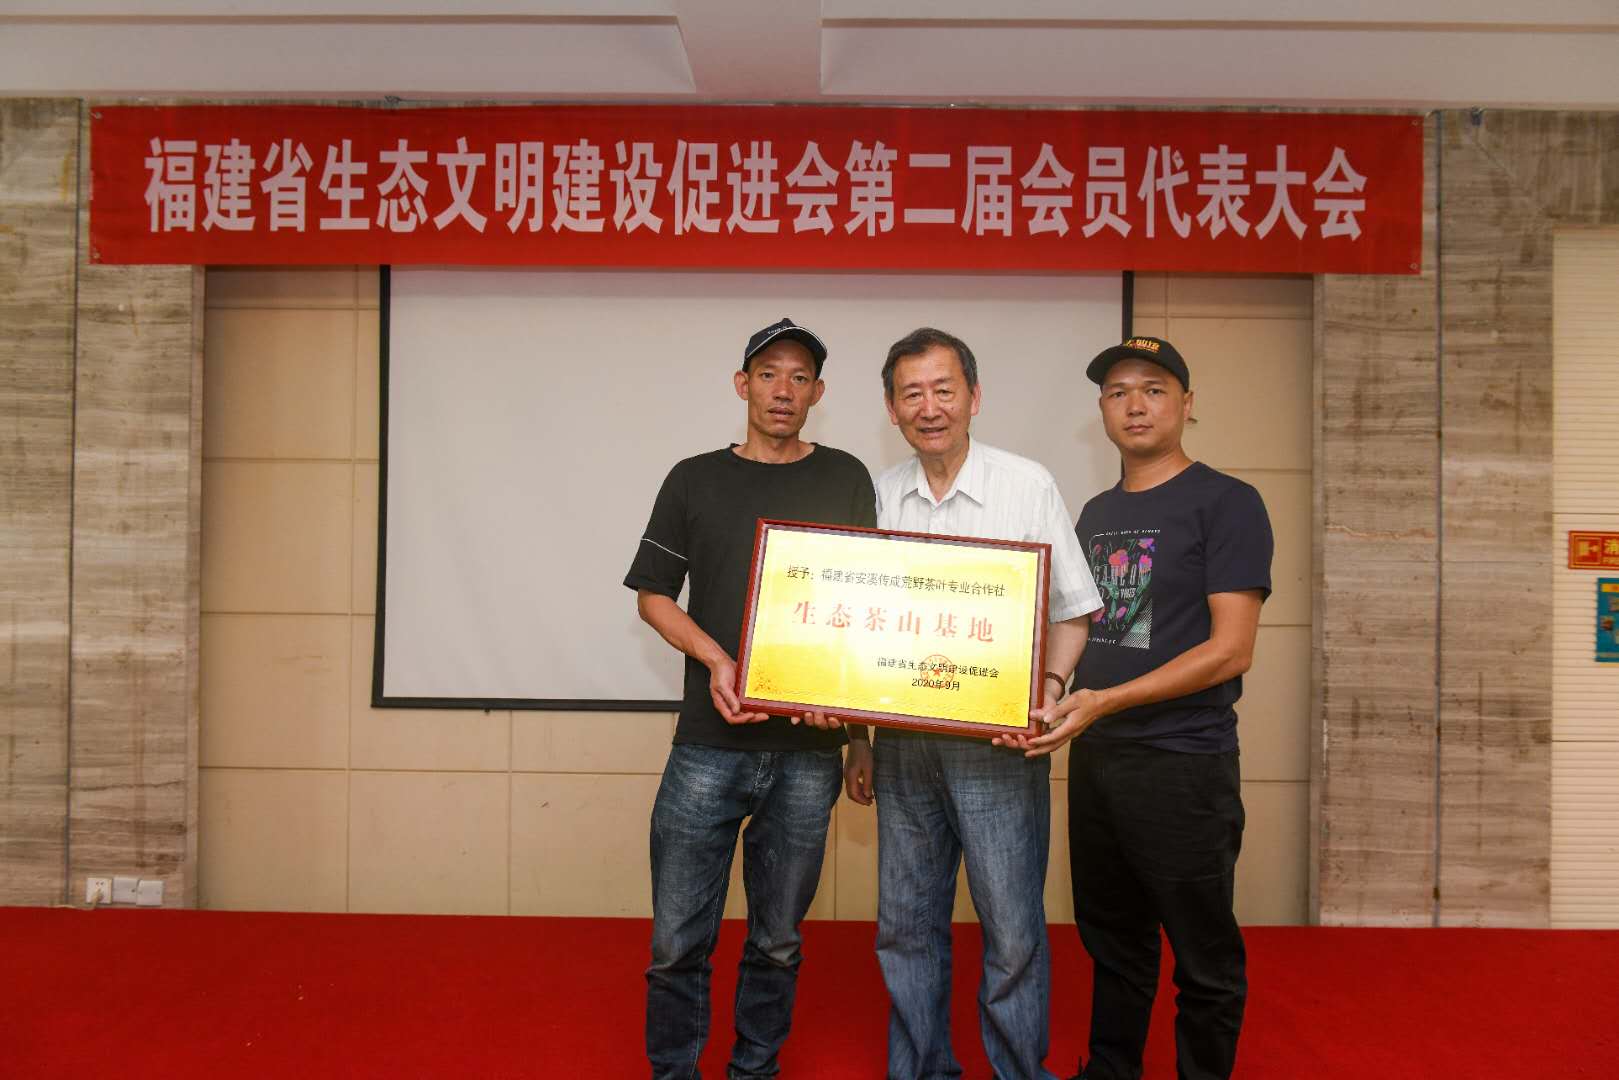 福建省生态文明建设促进会第二届会员代表大会
授予：福建省安溪传成荒野茶叶专业合作社
生态茶山基地
福建省生态文明建设促进会
2020年9月